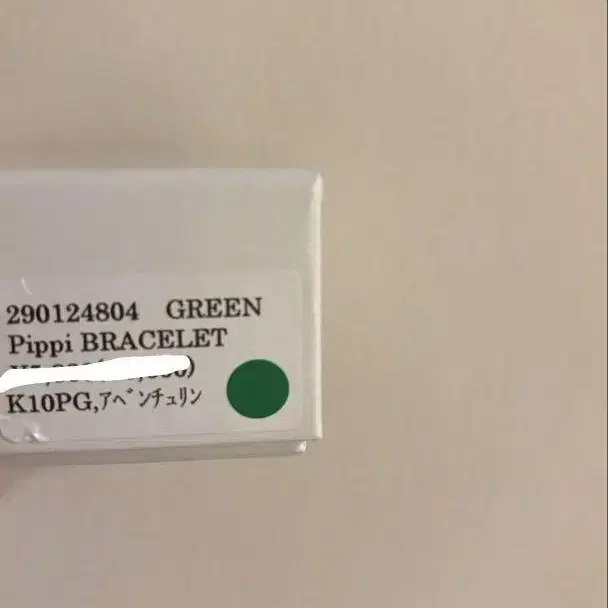 290124804 GREEN
Pippi BRACELET
K10PG,ｱﾍﾞﾝﾁｭﾘﾝ